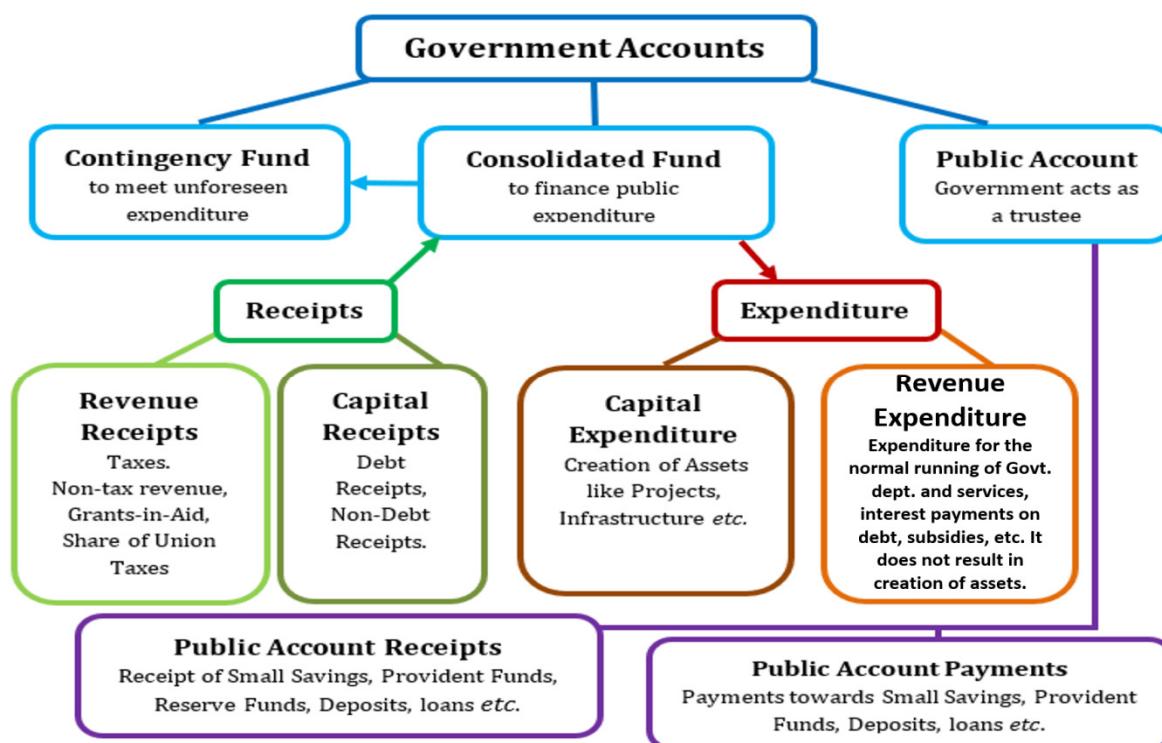 Government Accounts
Contingency Fund
to meet unforeseen
expenditure
Consolidated Fund
to finance public
expenditure
Public Account
Government acts as
a trustee
Receipts
Expenditure
Revenue
Receipts
Taxes.
Non-tax revenue,
Grants-in-Aid,
Share of Union
Taxes
Capital
Receipts
Debt
Receipts,
Non-Debt
Receipts.
Capital
Expenditure
Creation of Assets
like Projects,
Infrastructure etc.
Revenue
Expenditure
Expenditure for the
normal running of Govt.
dept. and services,
interest payments on
debt, subsidies, etc. It
does not result in
creation of assets.
Public Account Receipts
Receipt of Small Savings, Provident Funds,
Reserve Funds, Deposits, loans etc.
Public Account Payments
Payments towards Small Savings, Provident
Funds, Deposits, loans etc.